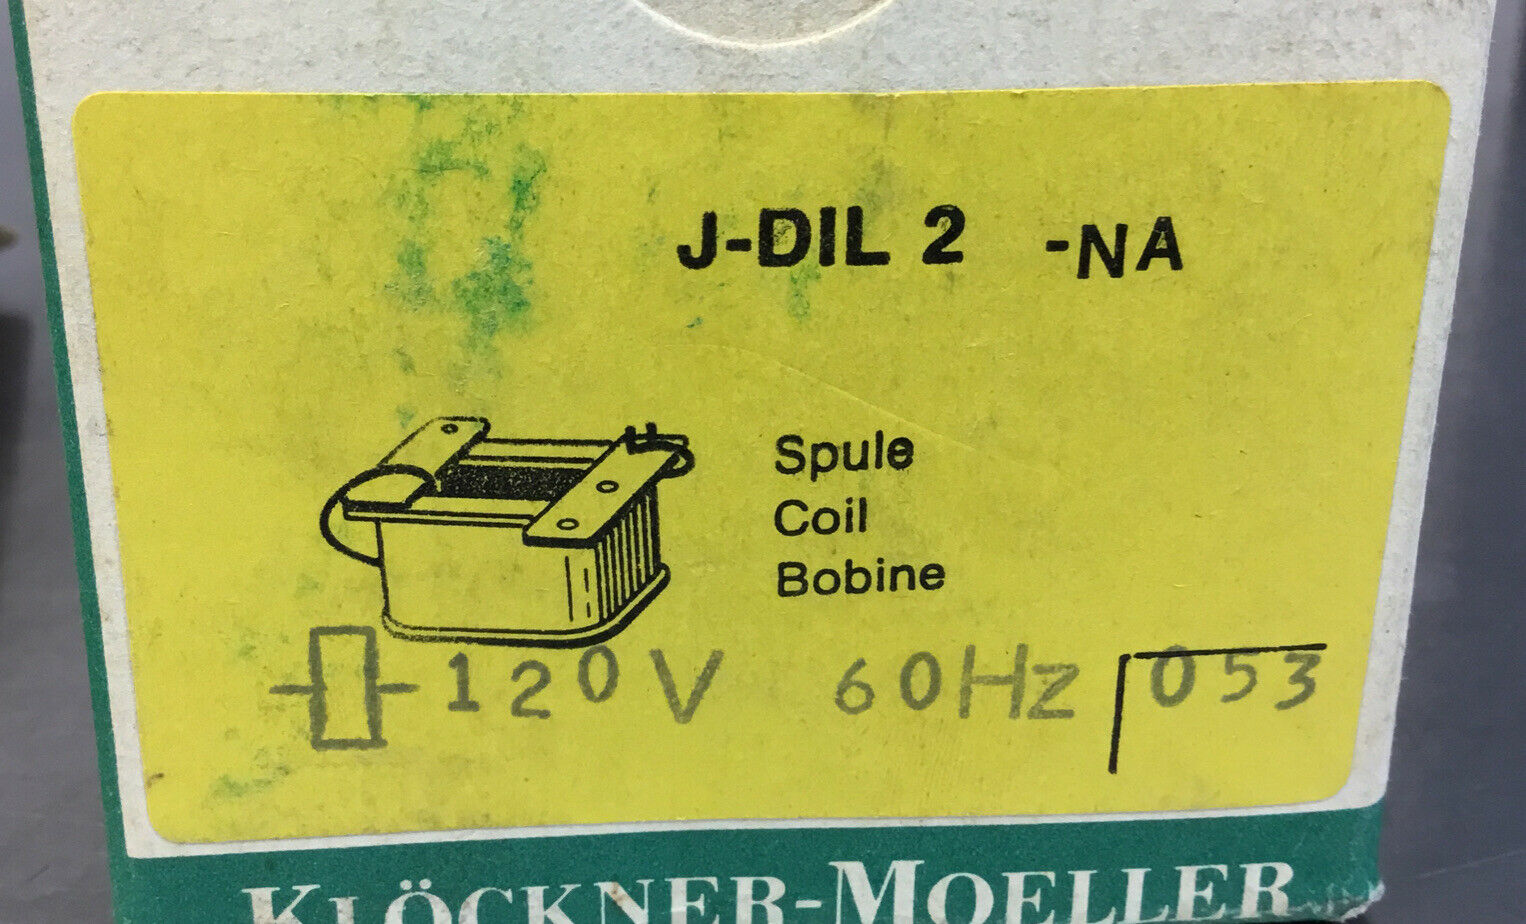 J-DIL 2 -NA
Spule
Coil
Bobine
120V 60Hz 053
KLÖCKNER-MOELLER